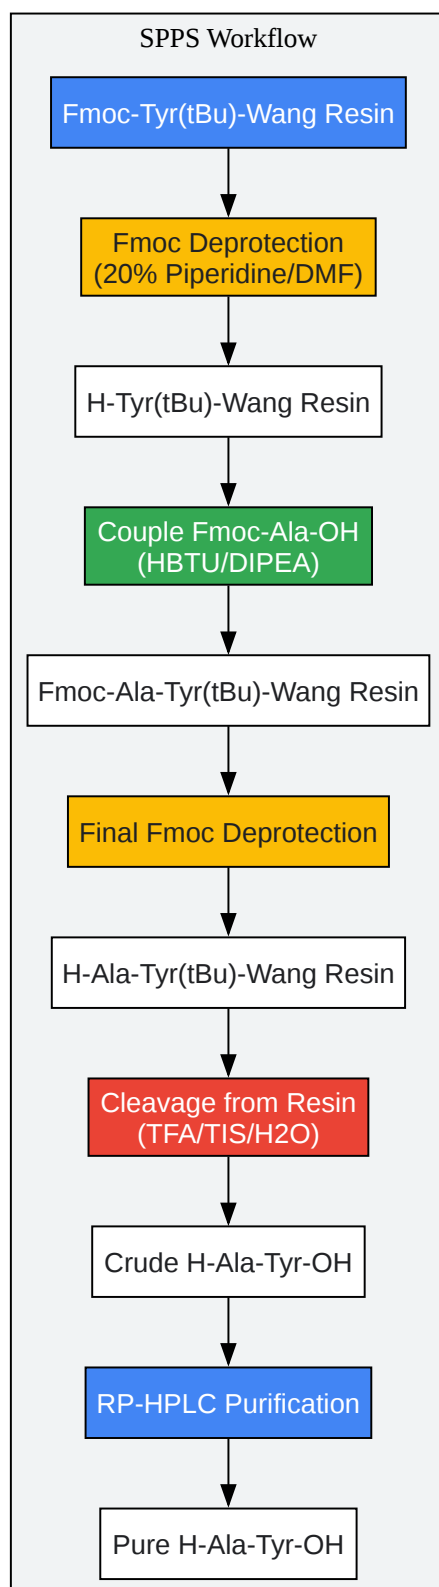 SPPS Workflow
Fmoc-Tyr(tBu)-Wang Resin
Fmoc Deprotection
(20% Piperidine/DMF)
H-Tyr(tBu)-Wang Resin
Couple Fmoc-Ala-OH
(HBTU/DIPEA)
Fmoc-Ala-Tyr(tBu)-Wang Resin
Final Fmoc Deprotection
H-Ala-Tyr(tBu)-Wang Resin
Cleavage from Resin
(TFA/TIS/H2O)
Crude H-Ala-Tyr-OH
RP-HPLC Purification
Pure H-Ala-Tyr-OH